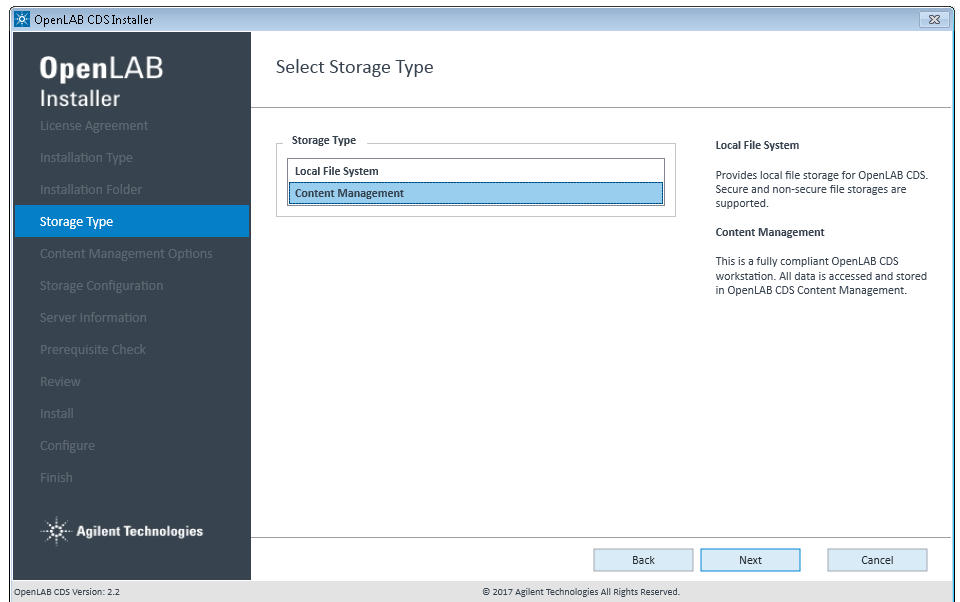 OpenLAB CDS Installer
OpenLAB
Installer
License Agreement
Installation Type
Installation Folder
Storage Type
Content Management Options
Storage Configuration
Server Information
Prerequisite Check
Review
Install
Configure
Finish
Agilent Technologies
Select Storage Type
Storage Type
Local File System
Content Management
Local File System
Provides local file storage for OpenLAB CDS.
Secure and non-secure file storages are
supported.
Content Management
This is a fully compliant OpenLAB CDS
workstation. All data is accessed and stored
in OpenLAB CDS Content Management.
Back
Next
Cancel
OpenLAB CDS Version: 2.2
© 2017 Agilent Technologies All Rights Reserved.